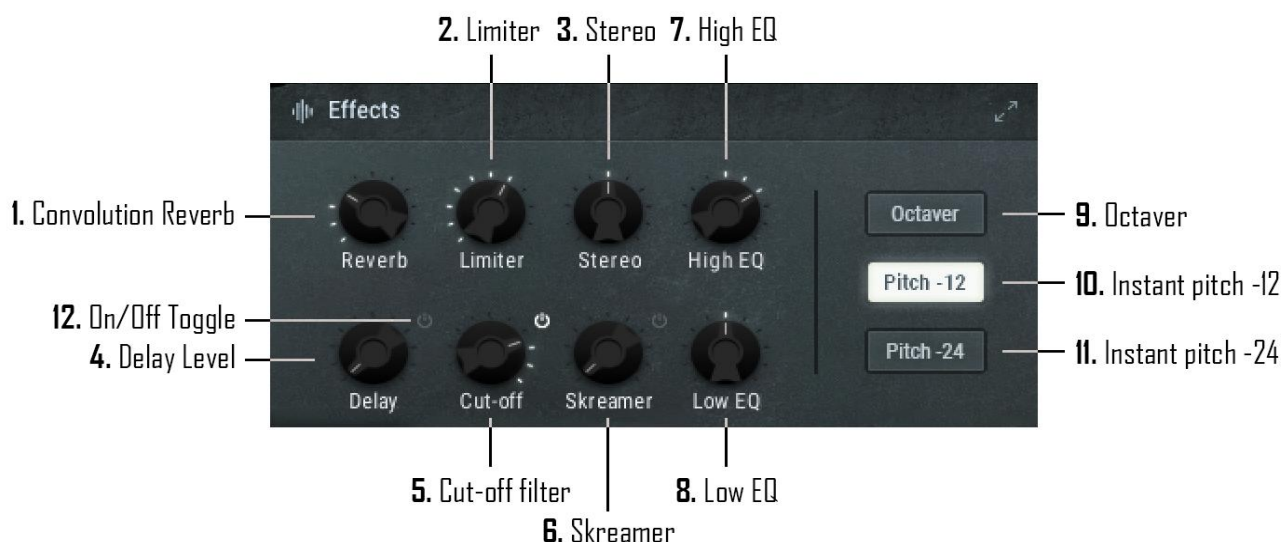 2. Limiter 3. Stereo 7. High EQ
Effects
1. Convolution Reverb
Reverb Limiter Stereo High EQ
Octaver
9. Octaver
Pitch -12
10. Instant pitch -12
12. On/Off Toggle
4. Delay Level
Delay Cut-off Skreamer Low EQ
Pitch -24
11. Instant pitch -24
5. Cut-off filter
8. Low EQ
6. Skreamer